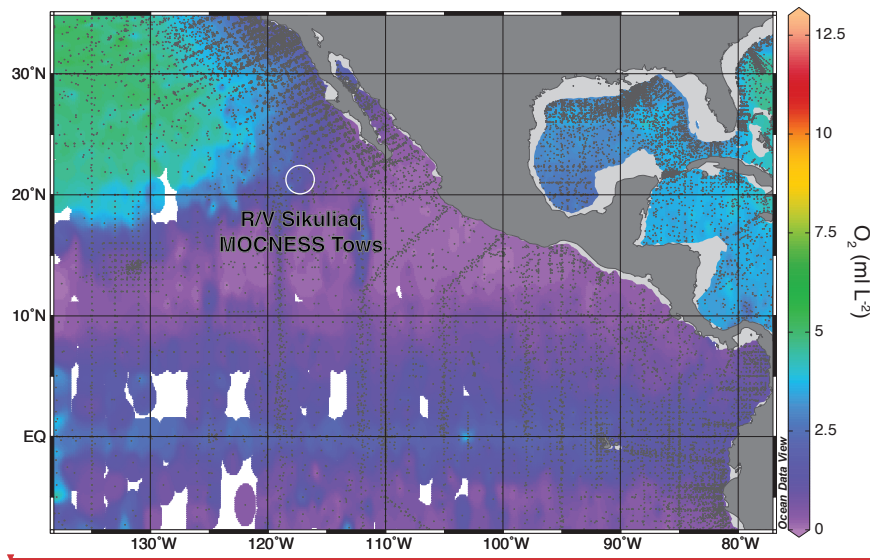 12.5
30°N
10
20°N
R/V Sikuliaq
MOCNESS Tows
7.5
O₂ (ml L⁻²)
10°N
5
EQ
2.5
Ocean Data View
0
130°W 120°W 110°W 100°W 90°W 80°W